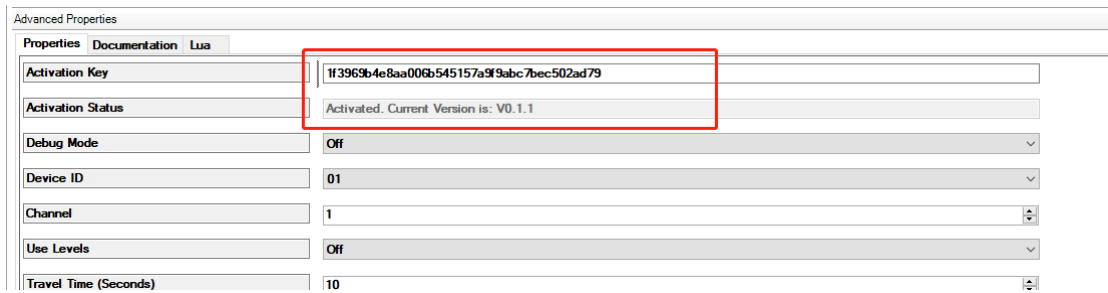 Advanced Properties
Properties Documentation Lua
Activation Key 1f3969b4e8aa006b545157a9f9abc7bec502ad79
Activation Status Activated. Current Version is: V0.1.1
Debug Mode Off
Device ID 01
Channel 1
Use Levels Off
Travel Time (Seconds) 10